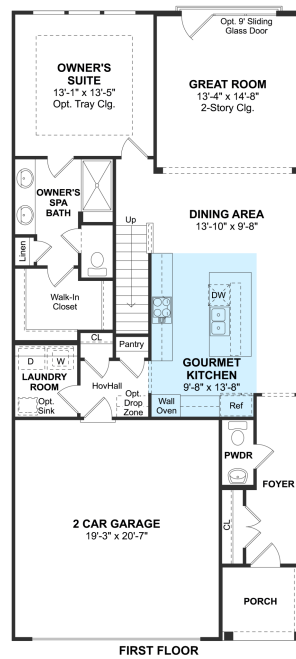 Opt. 9' Sliding
Glass Door
OWNER'S
SUITE
13'-1" x 13'-5"
Opt. Tray Clg.
GREAT ROOM
13'-4" x 14'-8"
2-Story Clg.
OWNER'S
SPA
BATH
Linen
Up
DINING AREA
13'-10" x 9'-8"
Walk-In
Closet
DW
CL
Pantry
GOURMET
KITCHEN
9'-8" x 13'-8"
D
W
LAUNDRY
ROOM
Opt.
Sink
HovHall
Opt.
Drop
Zone
Wall
Oven
Ref
PWDR
FOYER
2 CAR GARAGE
19'-3" x 20'-7"
CL
PORCH
FIRST FLOOR